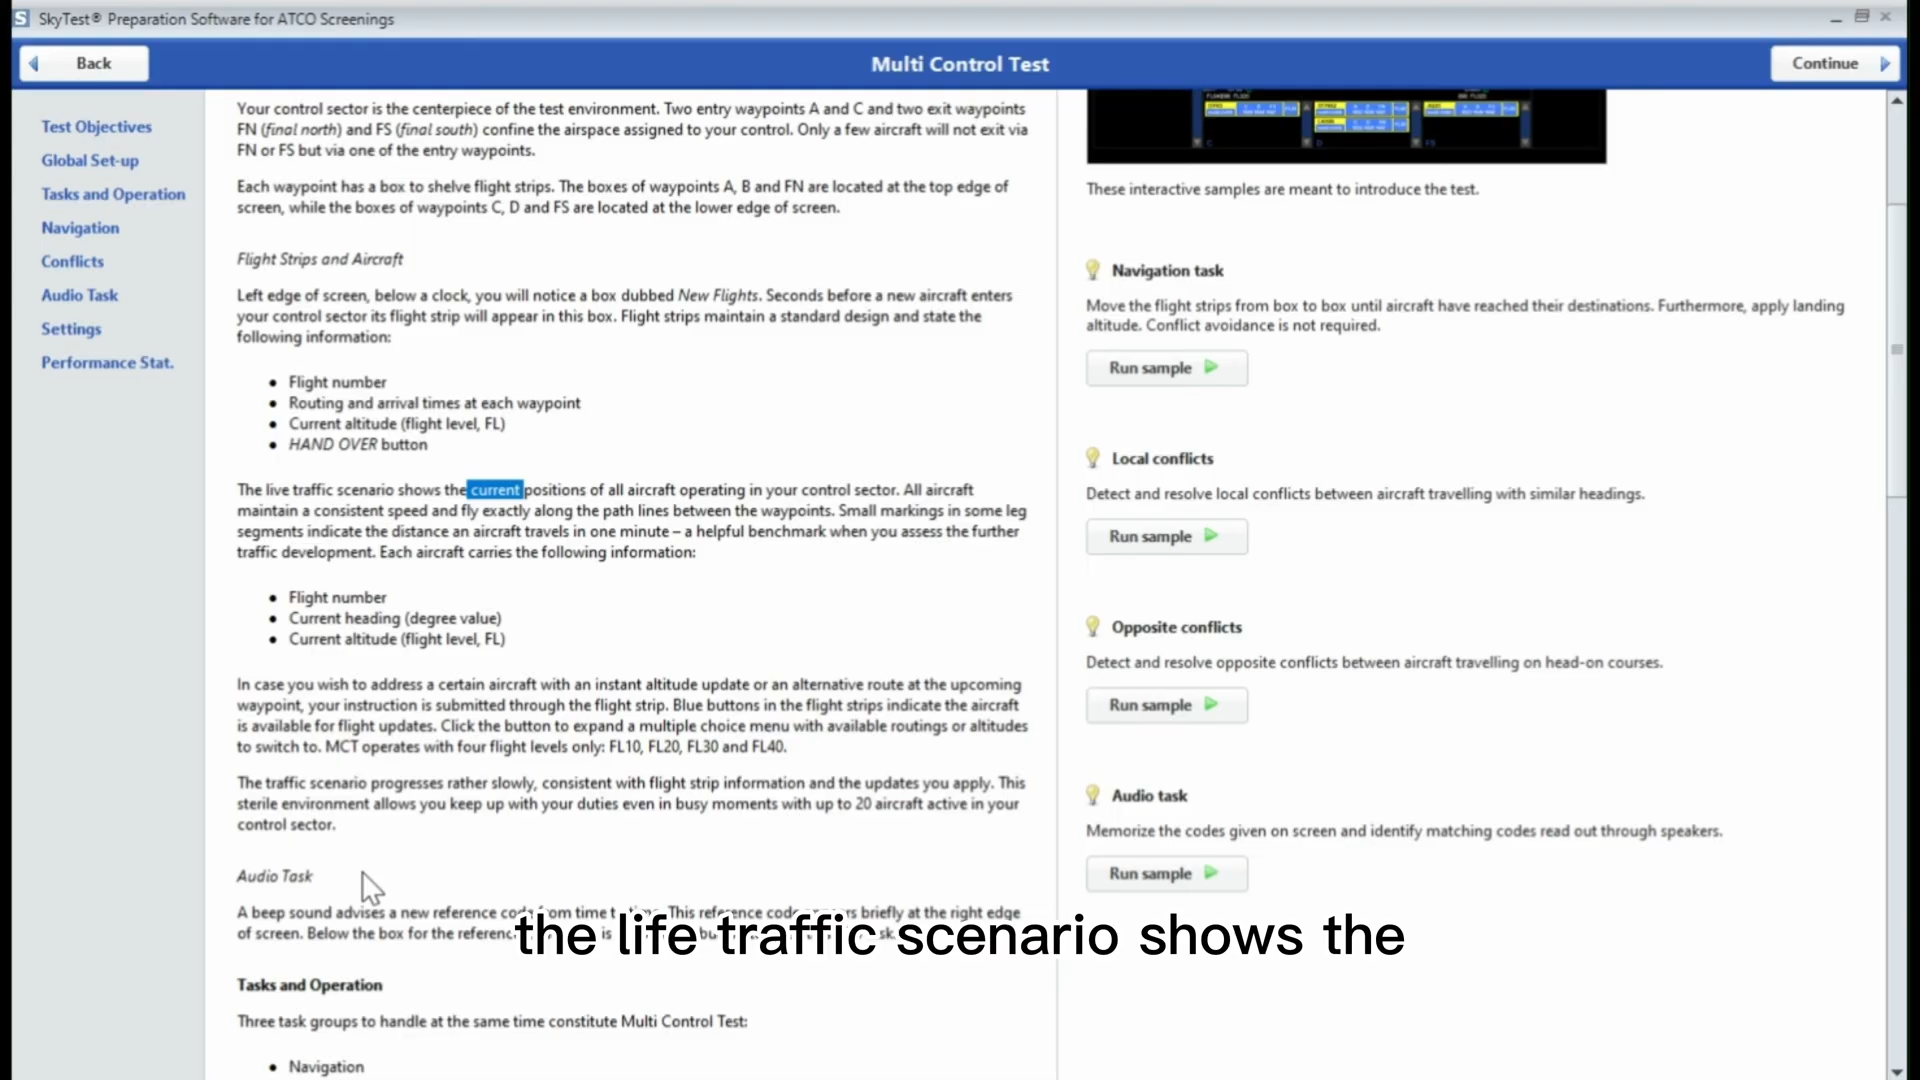 SkyTest® Preparation Software for ATCO Screenings
Back
Multi Control Test
Continue
Test Objectives
Global Set-up
Tasks and Operation
Navigation
Conflicts
Audio Task
Settings
Performance Stat.
Your control sector is the centerpiece of the test environment. Two entry waypoints A and C and two exit waypoints
FN (final north) and FS (final south) confine the airspace assigned to your control. Only a few aircraft will not exit via
FN or FS but via one of the entry waypoints.
Each waypoint has a box to shelve flight strips. The boxes of waypoints A, B and FN are located at the top edge of
screen, while the boxes of waypoints C, D and FS are located at the lower edge of screen.
Flight Strips and Aircraft
Left edge of screen, below a clock, you will notice a box dubbed New Flights. Seconds before a new aircraft enters
your control sector its flight strip will appear in this box. Flight strips maintain a standard design and state the
following information:
• Flight number
• Routing and arrival times at each waypoint
• Current altitude (flight level, FL)
• HAND OVER button
The live traffic scenario shows the current positions of all aircraft operating in your control sector. All aircraft
maintain a consistent speed and fly exactly along the path lines between the waypoints. Small markings in some leg
segments indicate the distance an aircraft travels in one minute – a helpful benchmark when you assess the further
traffic development. Each aircraft carries the following information:
• Flight number
• Current heading (degree value)
• Current altitude (flight level, FL)
In case you wish to address a certain aircraft with an instant altitude update or an alternative route at the upcoming
waypoint, your instruction is submitted through the flight strip. Blue buttons in the flight strips indicate the aircraft
is available for flight updates. Click the button to expand a multiple choice menu with available routings or altitudes
to switch to. MCT operates with four flight levels only: FL10, FL20, FL30 and FL40.
The traffic scenario progresses rather slowly, consistent with flight strip information and the updates you apply. This
sterile environment allows you keep up with your duties even in busy moments with up to 20 aircraft active in your
control sector.
Audio Task
A beep sound advises a new reference code from time to time. This reference code appears briefly at the right edge
of screen. Below the box for the reference is
Tasks and Operation
Three task groups to handle at the same time constitute Multi Control Test:
• Navigation
C
D
FS
These interactive samples are meant to introduce the test.
Navigation task
Move the flight strips from box to box until aircraft have reached their destinations. Furthermore, apply landing
altitude. Conflict avoidance is not required.
Run sample
Local conflicts
Detect and resolve local conflicts between aircraft travelling with similar headings.
Run sample
Opposite conflicts
Detect and resolve opposite conflicts between aircraft travelling on head-on courses.
Run sample
Audio task
Memorize the codes given on screen and identify matching codes read out through speakers.
Run sample
the life traffic scenario shows the